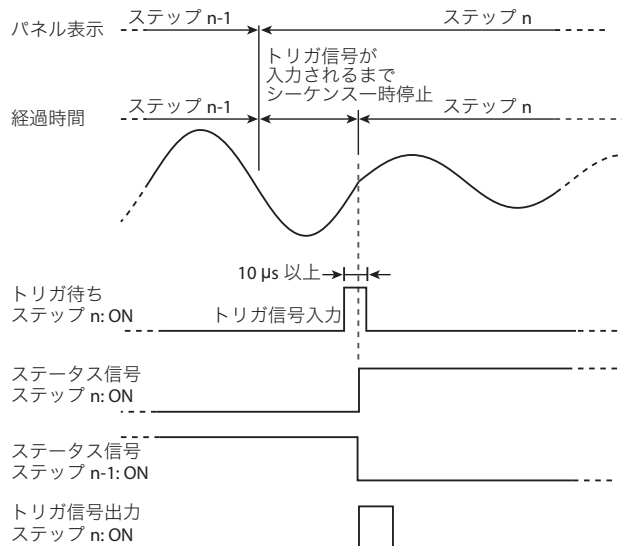 パネル表示
ステップ n-1
ステップ n
トリガ信号が
入力されるまで
シーケンス一時停止
経過時間
ステップ n-1
ステップ n
10 μs 以上
トリガ待ち
ステップ n: ON
トリガ信号入力
ステータス信号
ステップ n: ON
ステータス信号
ステップ n-1: ON
トリガ信号出力
ステップ n: ON